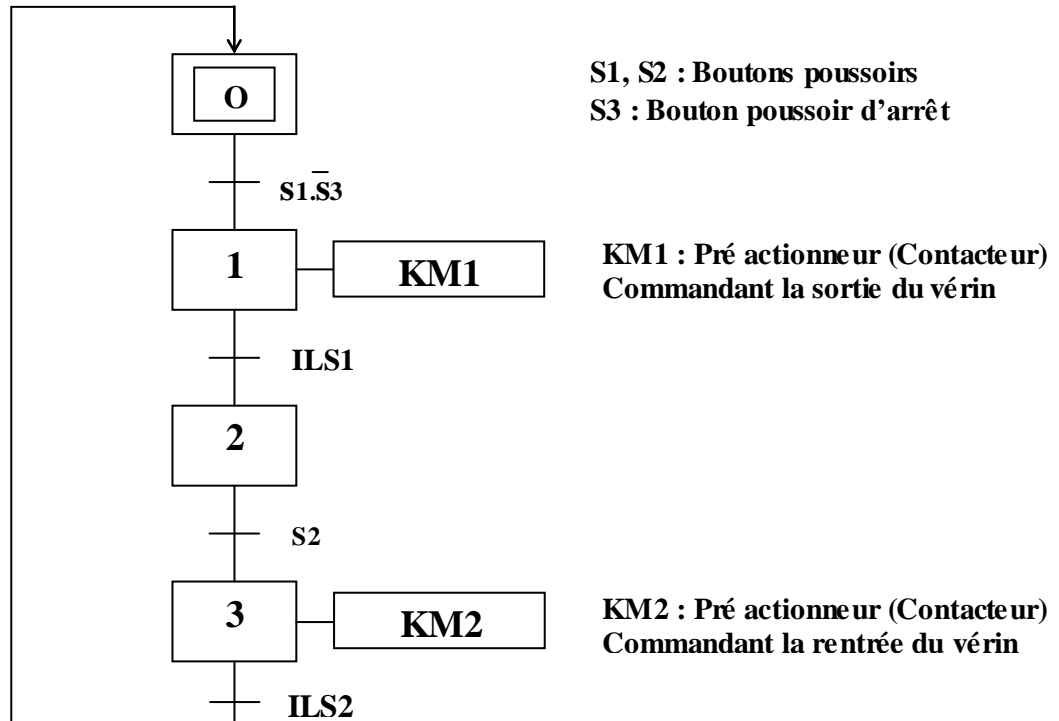 O
S1, S2 : Boutons poussoirs
S3 : Bouton poussoir d'arrêt
S1.S̅3
1
KM1
KM1 : Pré actionneur (Contacteur)
Commandant la sortie du vérin
ILS1
2
S2
3
KM2
KM2 : Pré actionneur (Contacteur)
Commandant la rentrée du vérin
ILS2